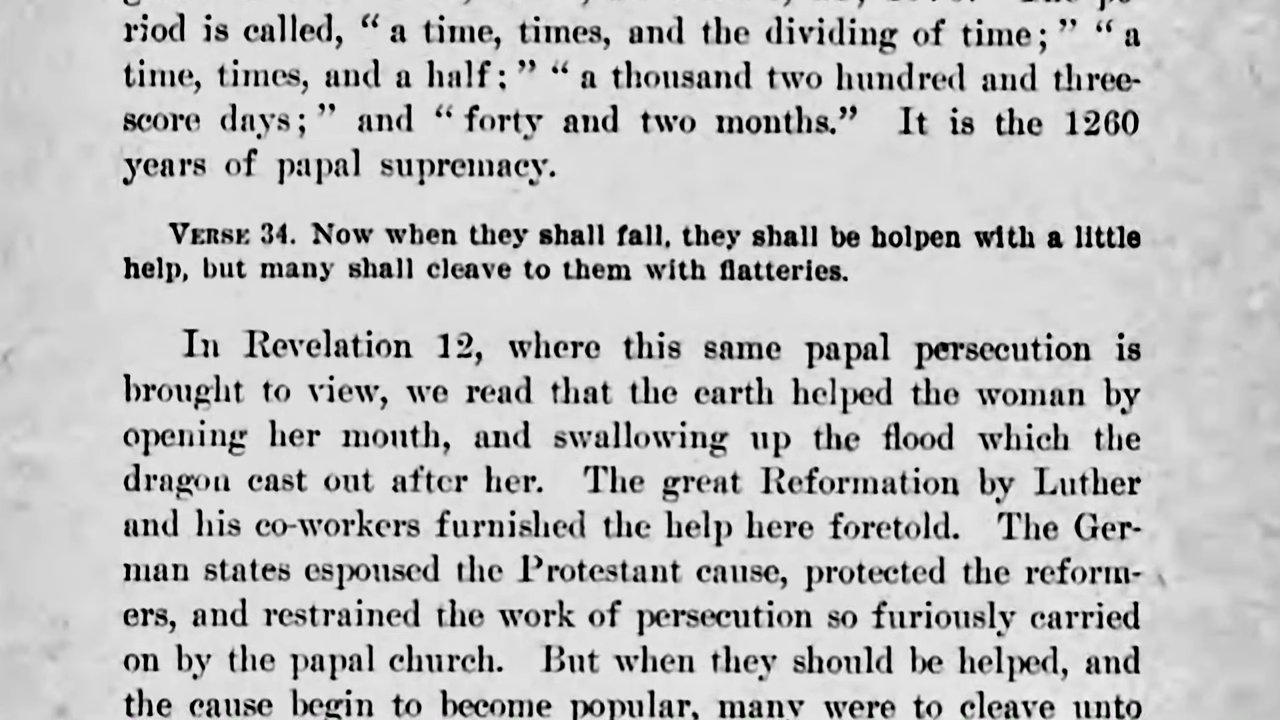 riod is called, “ a time, times, and the dividing of time ; ” “ a
time, times, and a half ; ” “ a thousand two hundred and three-
score days ; ” and “ forty and two months.” It is the 1260
years of papal supremacy.
VERSE 34. Now when they shall fall, they shall be holpen with a little
help, but many shall cleave to them with flatteries.
In Revelation 12, where this same papal persecution is
brought to view, we read that the earth helped the woman by
opening her mouth, and swallowing up the flood which the
dragon cast out after her. The great Reformation by Luther
and his co-workers furnished the help here foretold. The Ger-
man states espoused the Protestant cause, protected the reform-
ers, and restrained the work of persecution so furiously carried
on by the papal church. But when they should be helped, and
the cause begin to become popular, many were to cleave unto